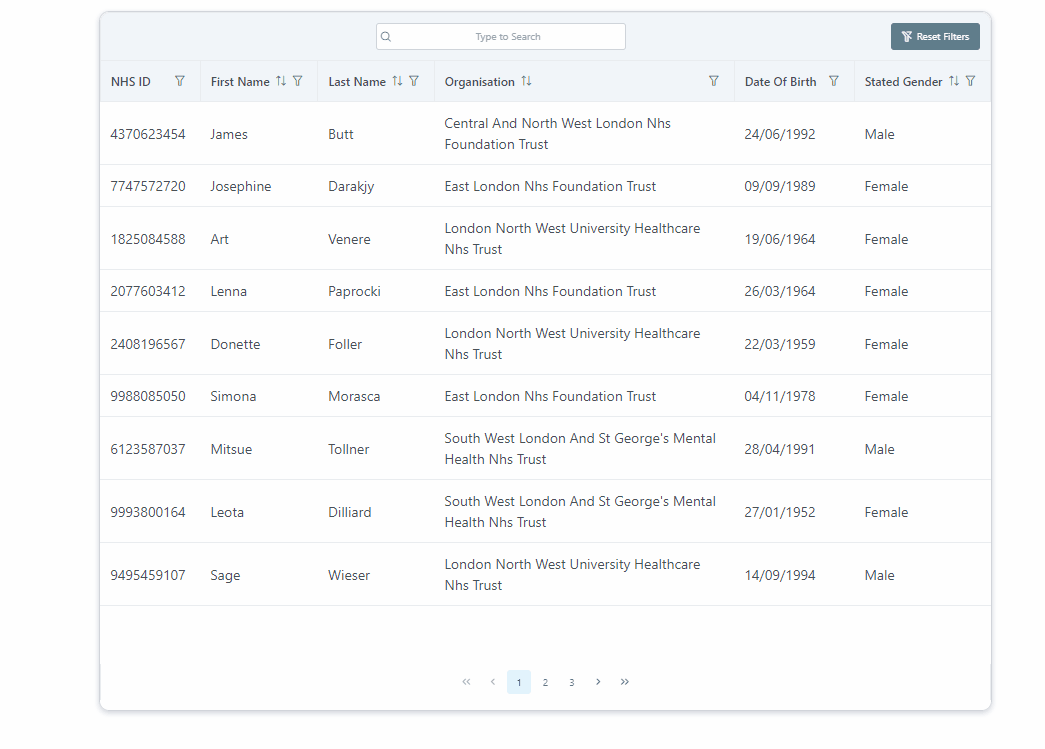 Type to Search
Reset Filters
NHS ID First Name Last Name Organisation Date Of Birth Stated Gender
4370623454 James Butt Central And North West London Nhs Foundation Trust 24/06/1992 Male
7747572720 Josephine Darakjy East London Nhs Foundation Trust 09/09/1989 Female
1825084588 Art Venere London North West University Healthcare Nhs Trust 19/06/1964 Female
2077603412 Lenna Paprocki East London Nhs Foundation Trust 26/03/1964 Female
2408196567 Donette Foller London North West University Healthcare Nhs Trust 22/03/1959 Female
9988085050 Simona Morasca East London Nhs Foundation Trust 04/11/1978 Female
6123587037 Mitsue Tollner South West London And St George's Mental Health Nhs Trust 28/04/1991 Male
9993800164 Leota Dilliard South West London And St George's Mental Health Nhs Trust 27/01/1952 Female
9495459107 Sage Wieser London North West University Healthcare Nhs Trust 14/09/1994 Male
« ‹ 1 2 3 › »